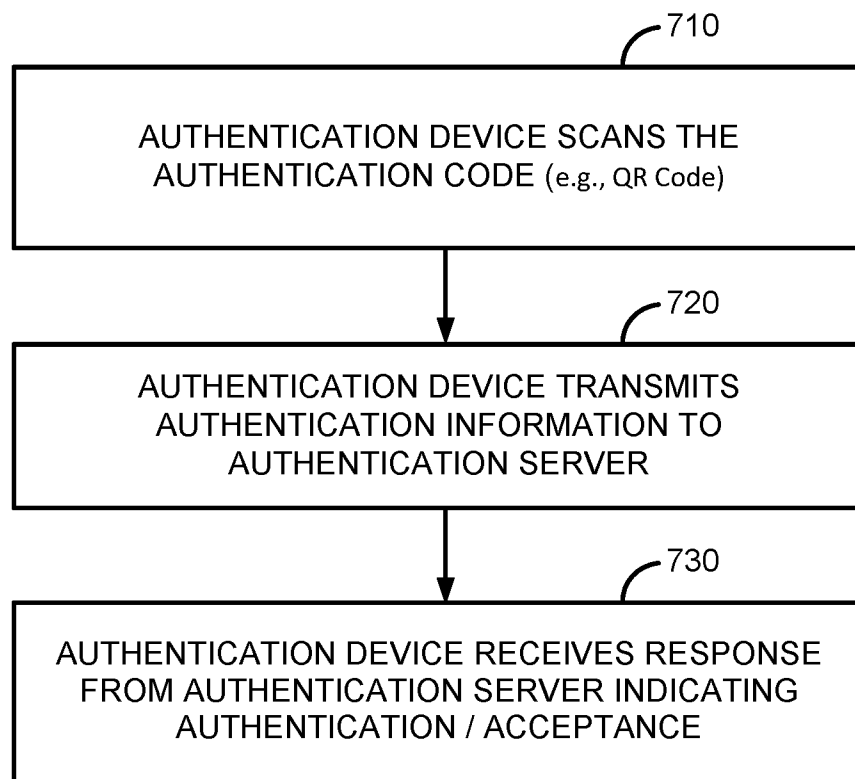 710
AUTHENTICATION DEVICE SCANS THE
AUTHENTICATION CODE (e.g., QR Code)
720
AUTHENTICATION DEVICE TRANSMITS
AUTHENTICATION INFORMATION TO
AUTHENTICATION SERVER
730
AUTHENTICATION DEVICE RECEIVES RESPONSE
FROM AUTHENTICATION SERVER INDICATING
AUTHENTICATION / ACCEPTANCE